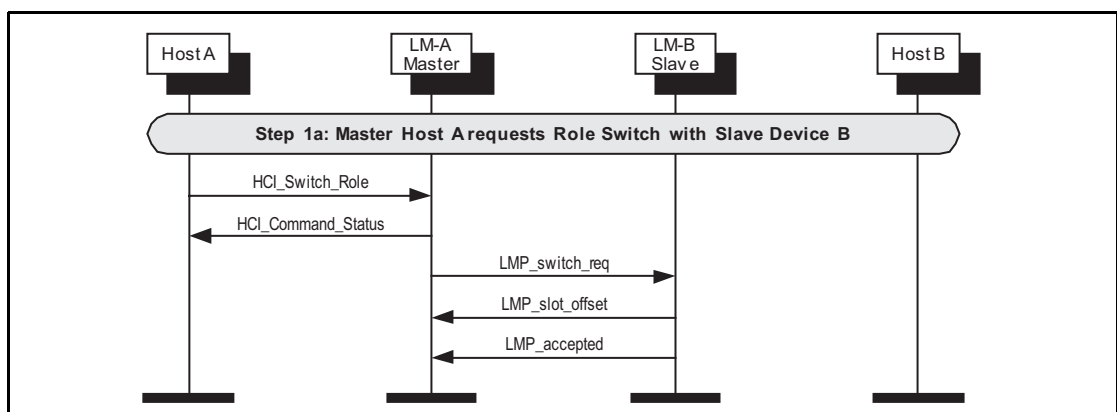 Host A
LM-A
Master
LM-B
Slave
Host B
Step 1a: Master Host A requests Role Switch with Slave Device B
HCI_Switch_Role
HCI_Command_Status
LMP_switch_req
LMP_slot_offset
LMP_accepted